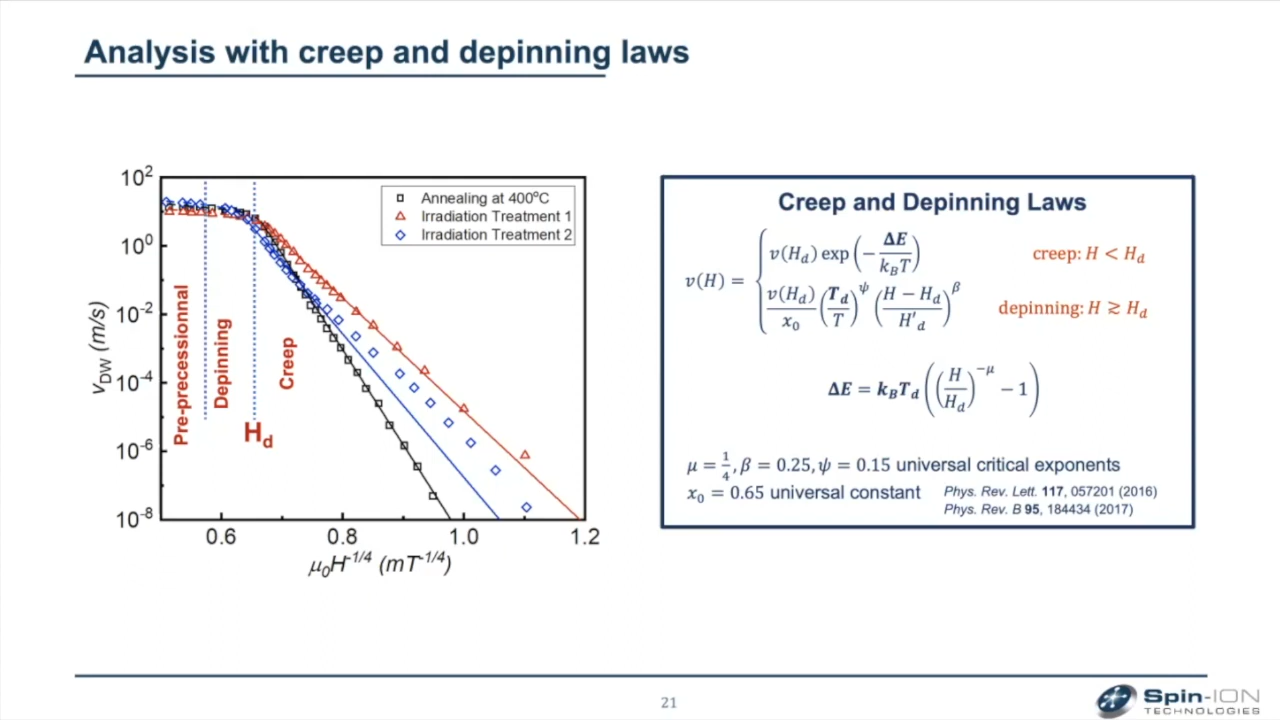 Analysis with creep and depinning laws
10²
10⁰
10⁻²
10⁻⁴
10⁻⁶
10⁻⁸
v_DW (m/s)
Pre-precessionnal
Depinning
Creep
H_d
Annealing at 400ºC
Irradiation Treatment 1
Irradiation Treatment 2
0.6 0.8 1.0 1.2
μ₀H^-1/4 (mT^-1/4)
Creep and Depinning Laws
v(H) = { v(H_d) exp(−ΔE/k_BT) creep: H < H_d
v(H_d)/x₀ (T_d/T)^ψ ((H − H_d)/H'_d)^β depinning: H ≳ H_d
ΔE = k_BT_d((H/H_d)^−μ − 1)
μ = 1/4, β = 0.25, ψ = 0.15 universal critical exponents
x₀ = 0.65 universal constant
Phys. Rev. Lett. 117, 057201 (2016)
Phys. Rev. B 95, 184434 (2017)
21
Spin-ION
TECHNOLOGIES